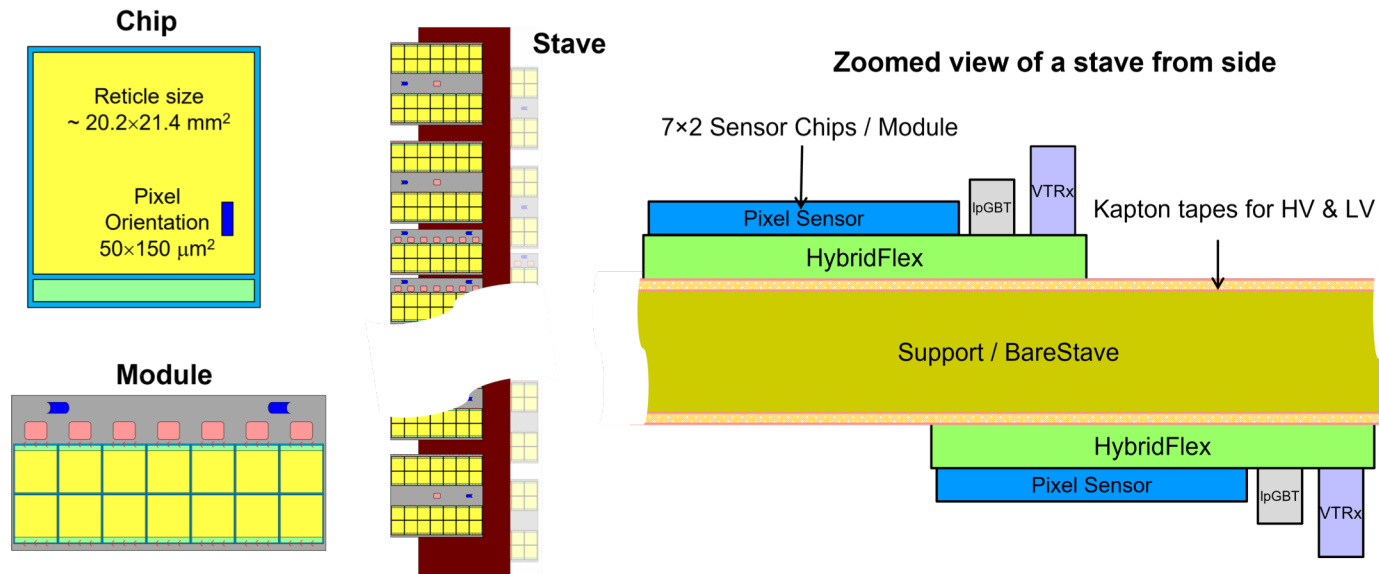 Chip
Reticle size
~ 20.2×21.4 mm²
Pixel
Orientation
50×150 μm²
Module
Stave
Zoomed view of a stave from side
7×2 Sensor Chips / Module
Kapton tapes for HV & LV
Pixel Sensor
lpGBT
VTRx
HybridFlex
Support / BareStave
HybridFlex
Pixel Sensor
lpGBT
VTRx